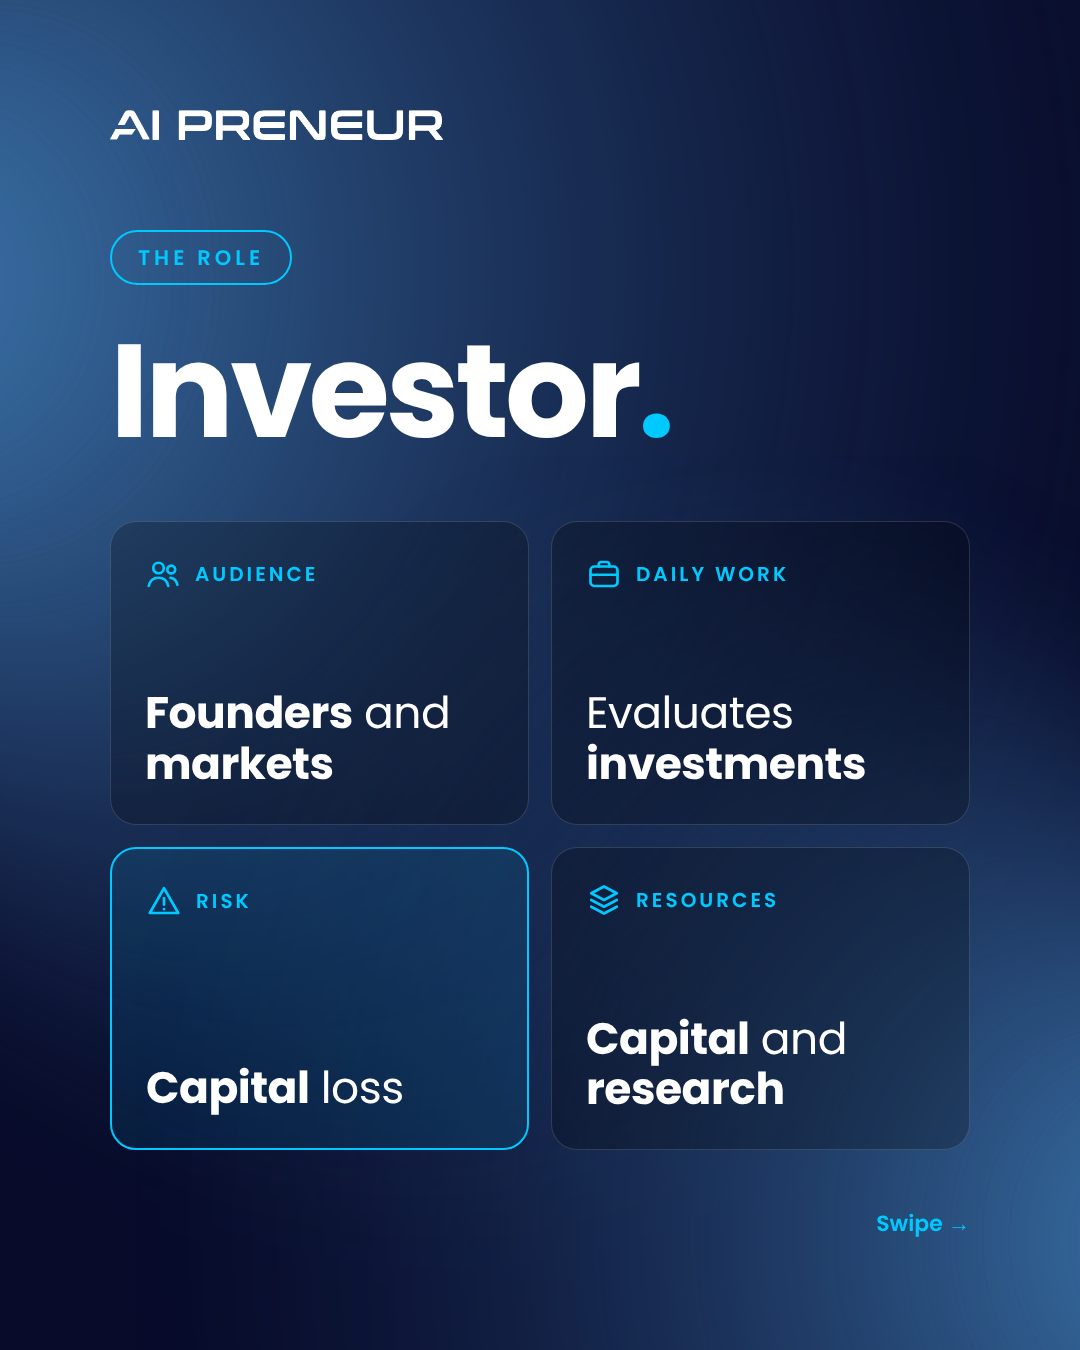 AI PRENEUR
THE ROLE
Investor.
AUDIENCE
Founders and
markets
DAILY WORK
Evaluates
investments
RISK
Capital loss
RESOURCES
Capital and
research
Swipe →